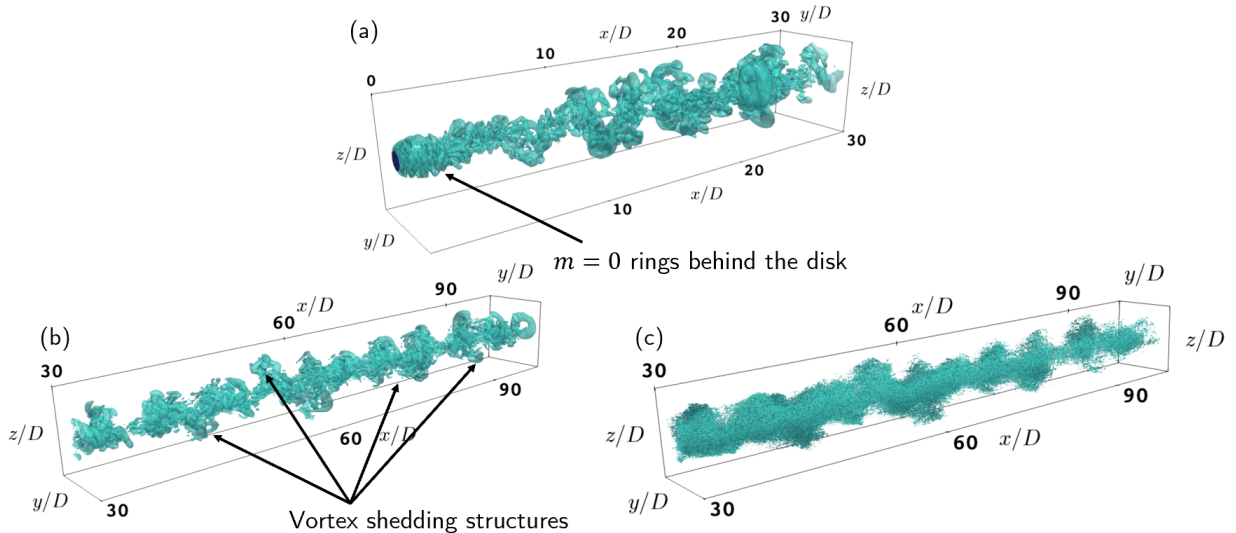 (a)
x/D
30
y/D
20
10
0
z/D
z/D
30
20
x/D
10
y/D
m = 0 rings behind the disk
(b)
y/D
90
x/D
60
30
z/D
90
60
x/D
y/D
30
Vortex shedding structures
(c)
y/D
90
x/D
60
30
z/D
z/D
90
60
x/D
y/D
30